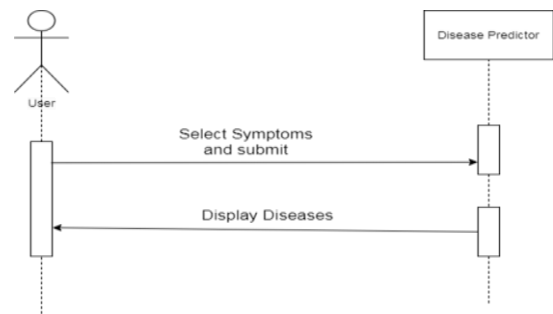 Disease Predictor
User
Select Symptoms
and submit
Display Diseases